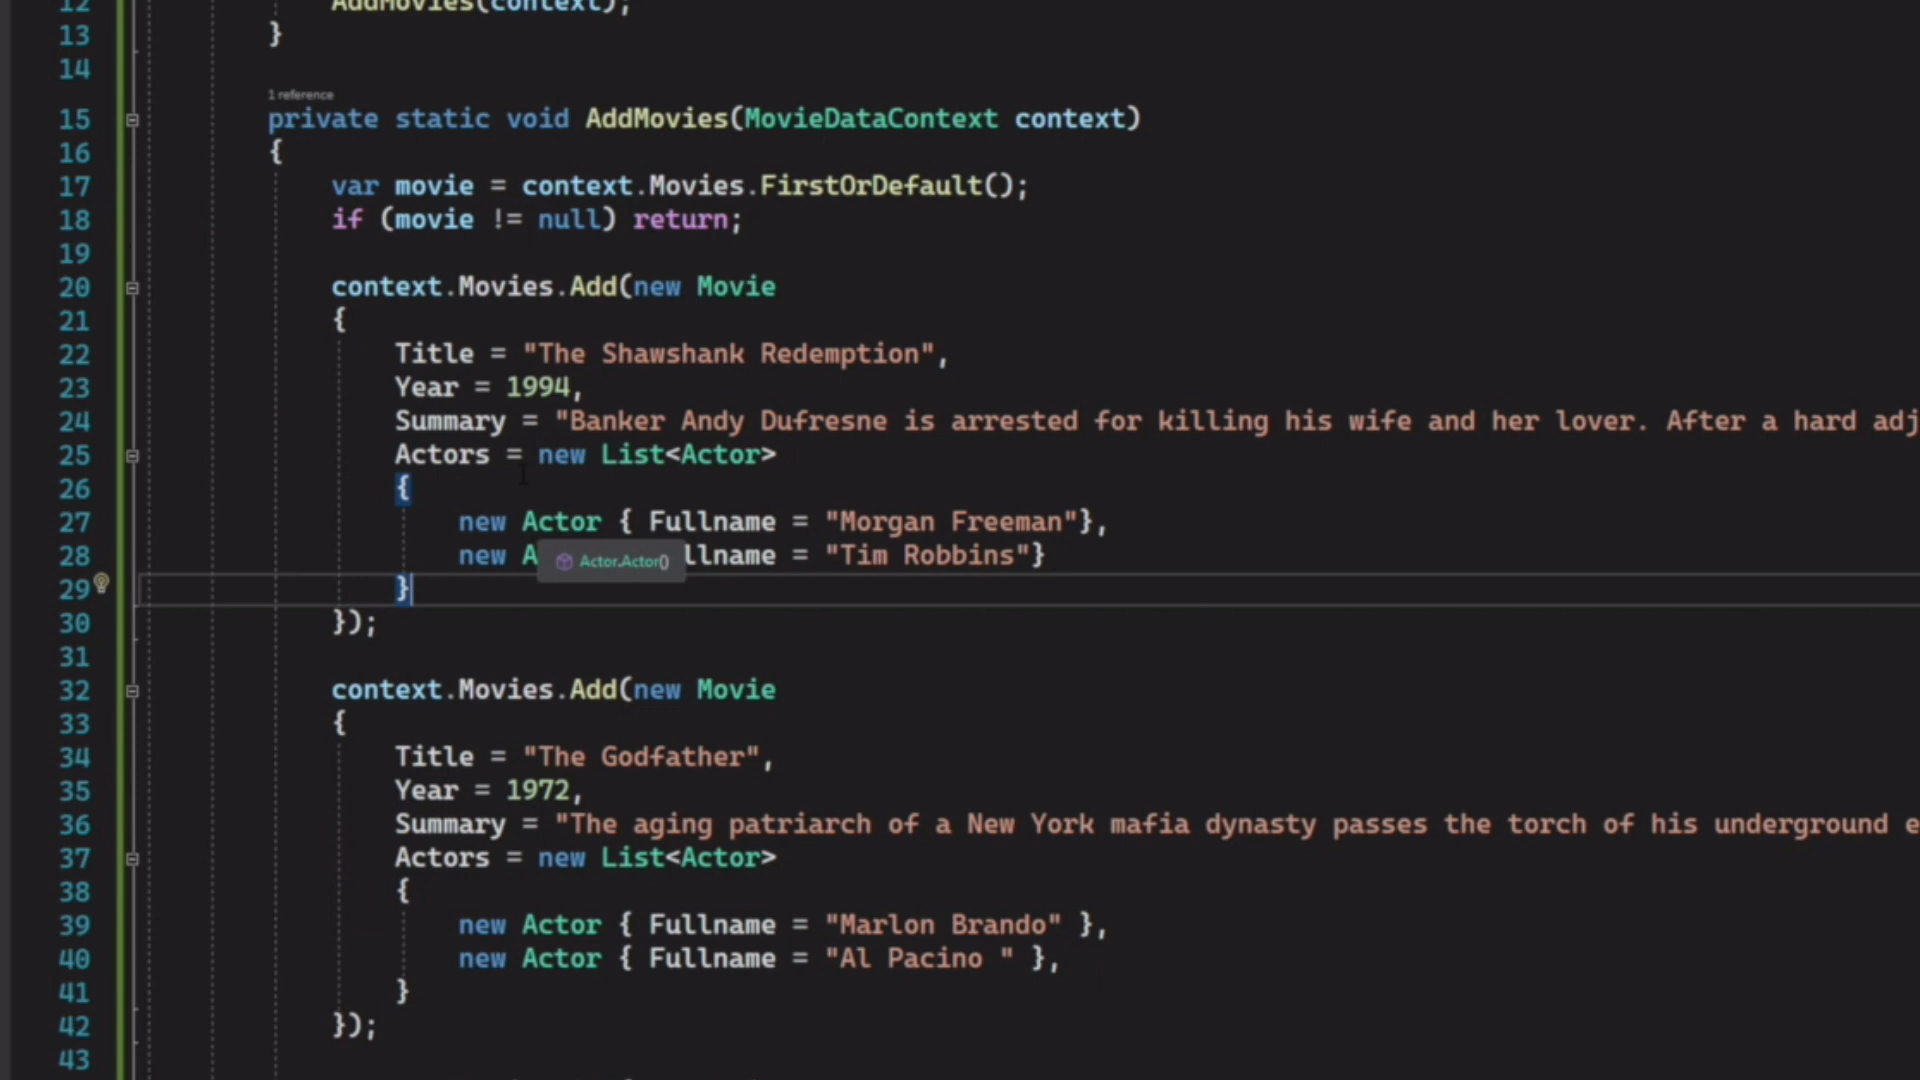 12 AddMovies(context);
13 }
14
1 reference
15 private static void AddMovies(MovieDataContext context)
16 {
17 var movie = context.Movies.FirstOrDefault();
18 if (movie != null) return;
19
20 context.Movies.Add(new Movie
21 {
22 Title = "The Shawshank Redemption",
23 Year = 1994,
24 Summary = "Banker Andy Dufresne is arrested for killing his wife and her lover. After a hard adj
25 Actors = new List<Actor>
26 {
27 new Actor { Fullname = "Morgan Freeman"},
28 new A llname = "Tim Robbins"}
Actor.Actor()
29 }
30 });
31
32 context.Movies.Add(new Movie
33 {
34 Title = "The Godfather",
35 Year = 1972,
36 Summary = "The aging patriarch of a New York mafia dynasty passes the torch of his underground e
37 Actors = new List<Actor>
38 {
39 new Actor { Fullname = "Marlon Brando" },
40 new Actor { Fullname = "Al Pacino " },
41 }
42 });
43